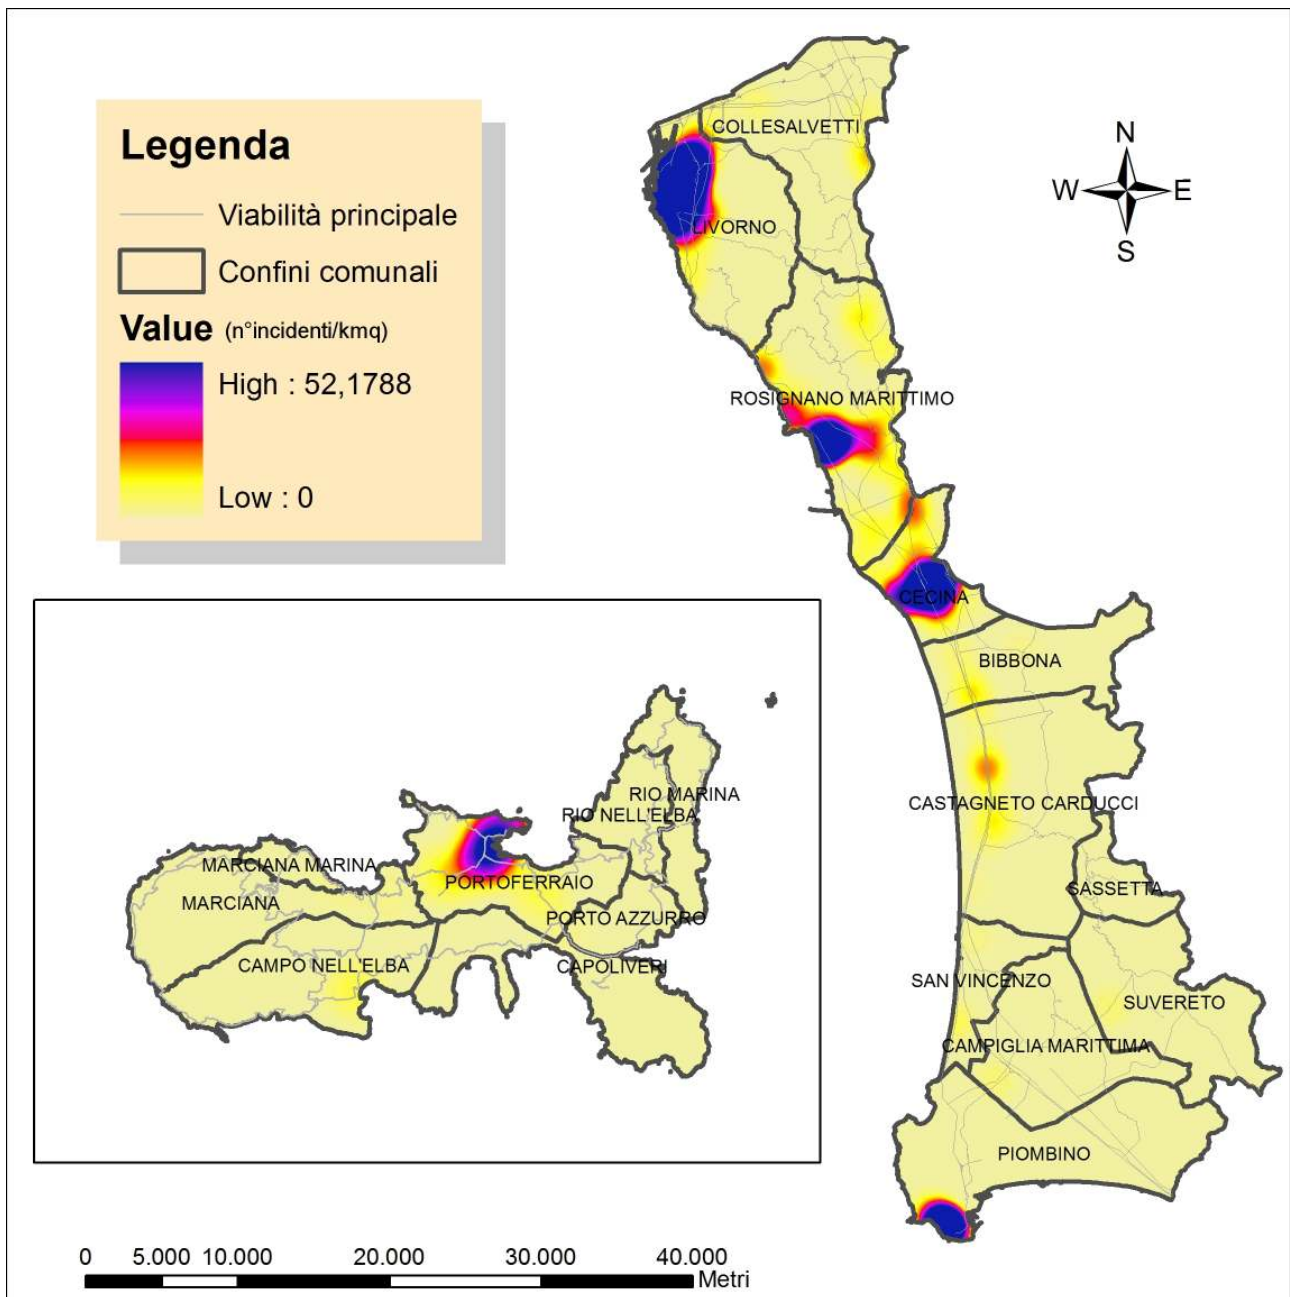 Legenda
Viabilità principale
Confini comunali
Value (n°incidenti/kmq)
High : 52,1788
Low : 0
N
W E
S
COLLESALVETTI
LIVORNO
ROSIGNANO MARITTIMO
CECINA
BIBBONA
CASTAGNETO CARDUCCI
SASSETTA
SAN VINCENZO
SUVERETO
CAMPIGLIA MARITTIMA
PIOMBINO
RIO MARINA
RIO NELL'ELBA
MARCIANA MARINA
PORTOFERRAIO
MARCIANA
PORTO AZZURRO
CAMPO NELL'ELBA
CAPOLIVERI
0 5.000 10.000 20.000 30.000 40.000
Metri